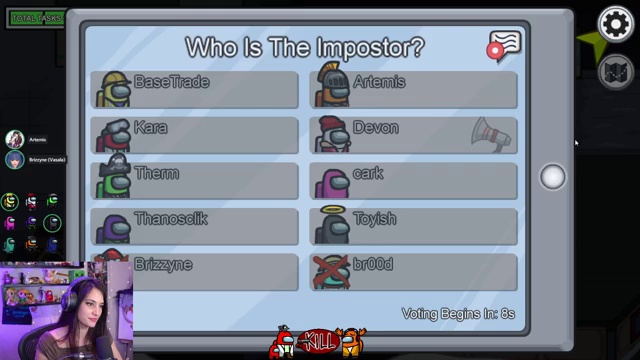 TOTAL TASKS
Who Is The Impostor?
BaseTrade
Artemis
Kara
Devon
Therm
cark
Thanosclik
Toyish
Brizzyne
br00d
Voting Begins In: 8s
Artemis
Brizzyne (Vasala)
KILL